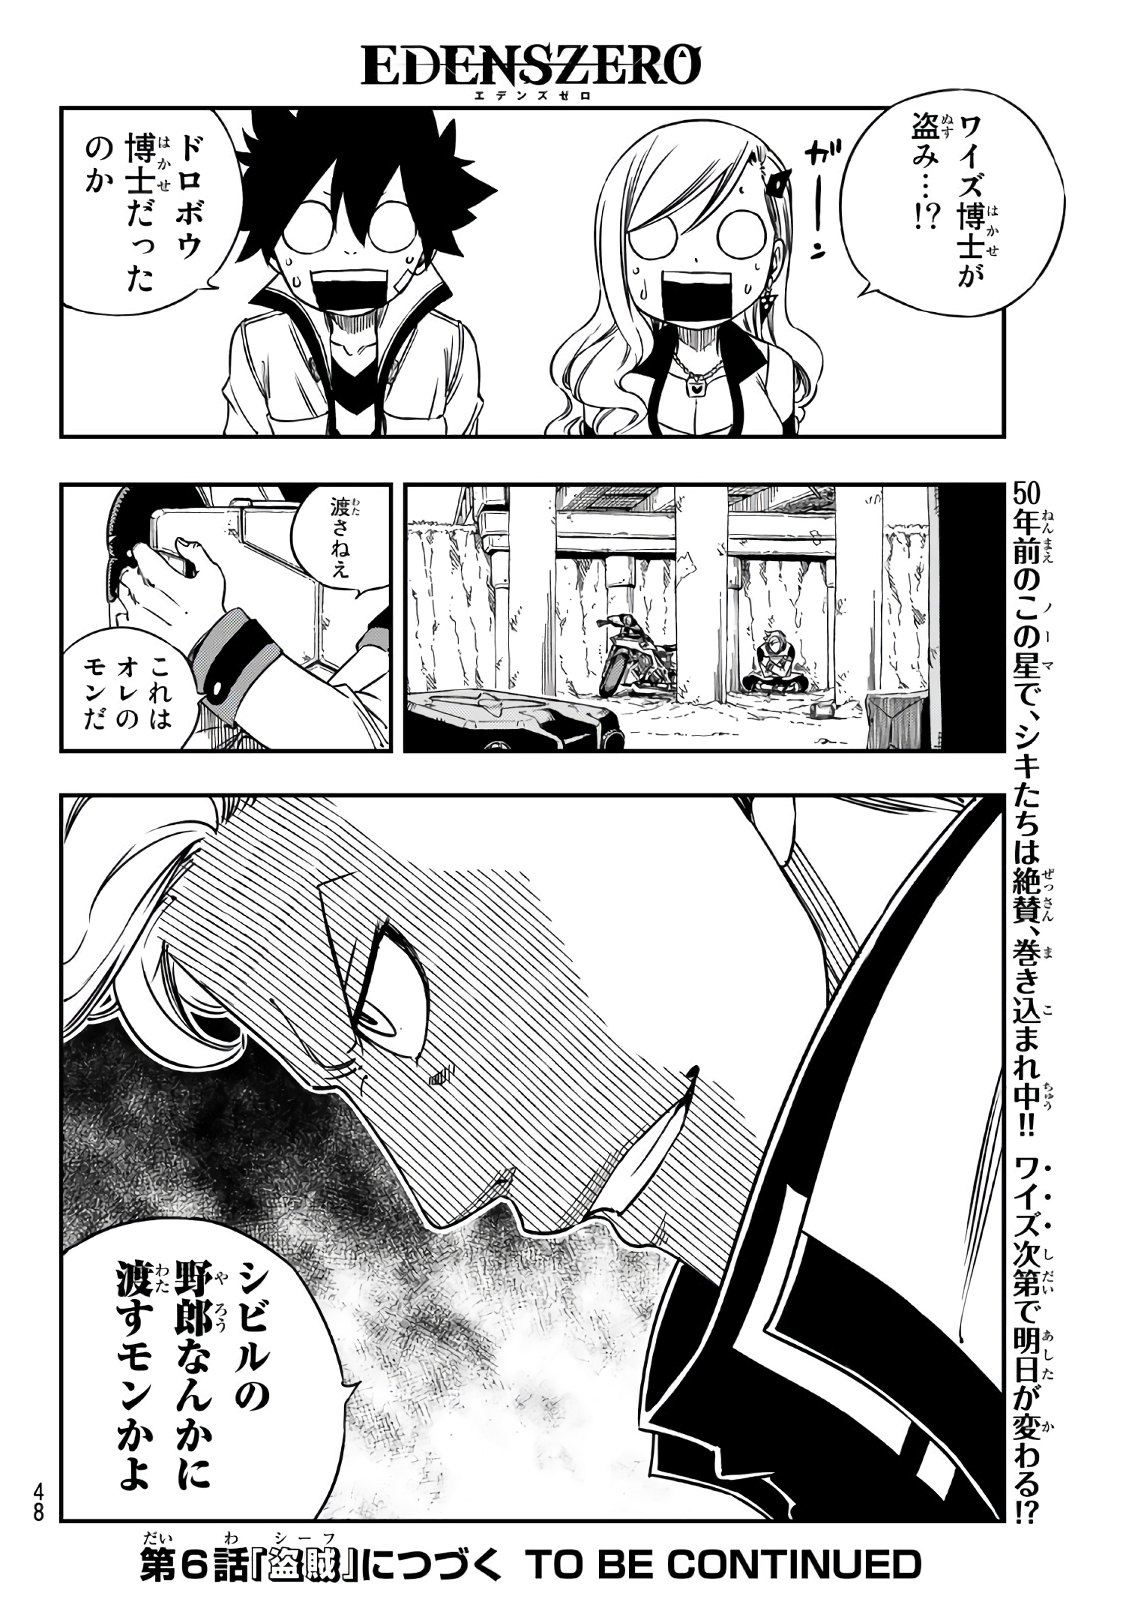 EDENSZERO
エデンズゼロ
ワイズ博士が
盗み…!?
ガーン
ドロボウ
博士だった
のか
渡さねえ
これは
オレの
モンだ
シビルの
野郎なんかに
渡すモンかよ
50年前のこの星で、シキたちは絶賛、巻き込まれ中!! ワイズ次第で明日が変わる!?
48
第6話「盗賊」につづく TO BE CONTINUED